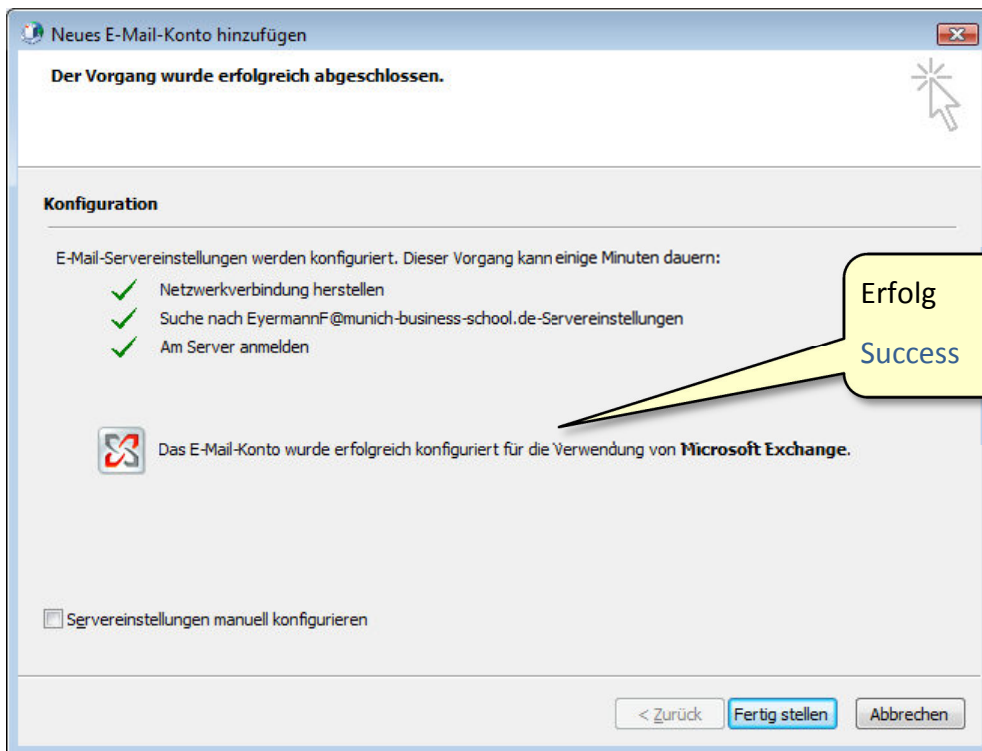 Neues E-Mail-Konto hinzufügen
Der Vorgang wurde erfolgreich abgeschlossen.
Konfiguration
E-Mail-Servereinstellungen werden konfiguriert. Dieser Vorgang kann einige Minuten dauern:
Netzwerkverbindung herstellen
Suche nach EyermannF@munich-business-school.de-Servereinstellungen
Am Server anmelden
Erfolg
Success
Das E-Mail-Konto wurde erfolgreich konfiguriert für die Verwendung von Microsoft Exchange.
Servereinstellungen manuell konfigurieren
< Zurück Fertig stellen Abbrechen